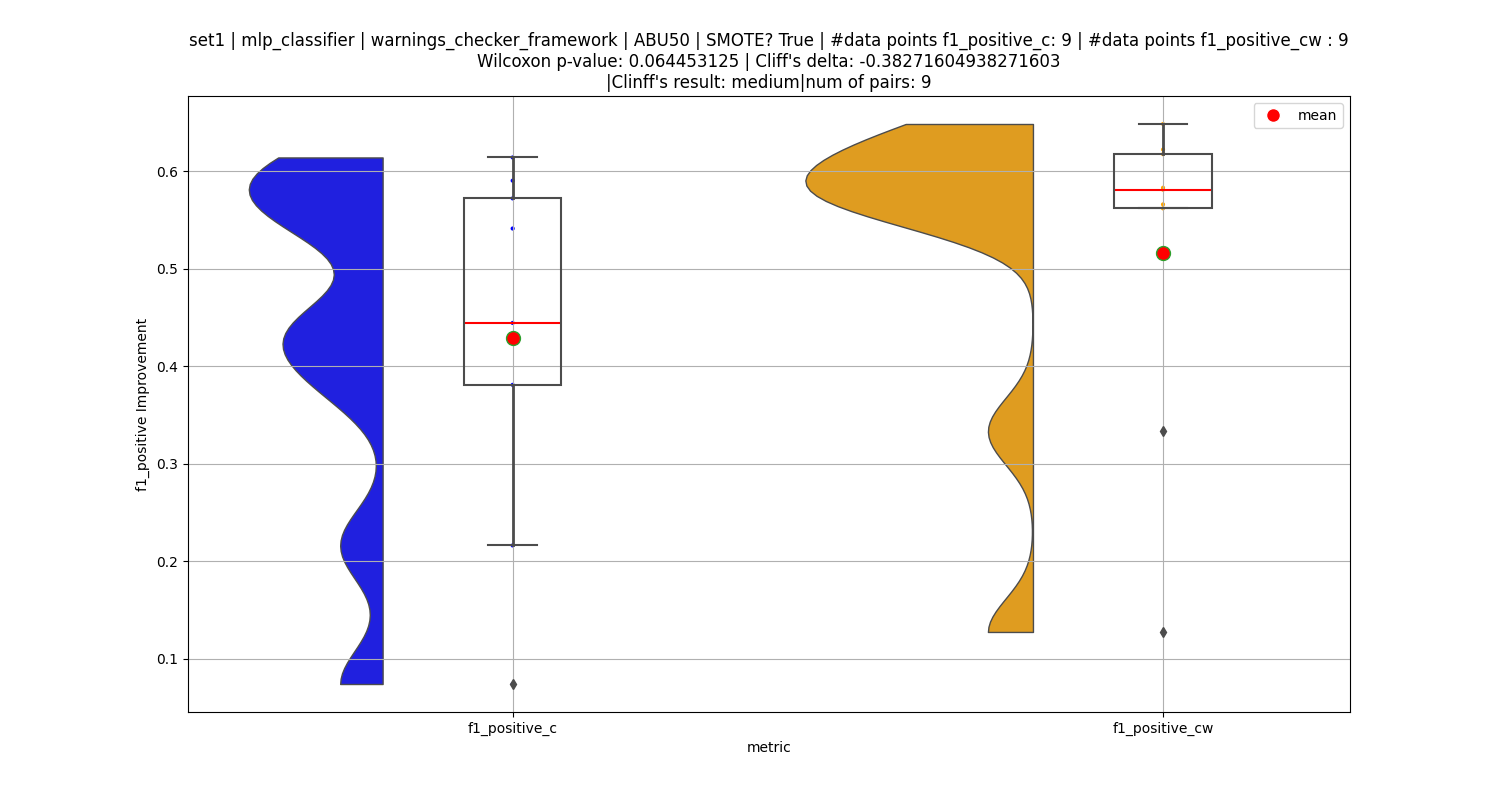 set1 | mlp_classifier | warnings_checker_framework | ABU50 | SMOTE? True | #data points f1_positive_c: 9 | #data points f1_positive_cw : 9
Wilcoxon p-value: 0.064453125 | Cliff's delta: -0.38271604938271603
|Clinff's result: medium|num of pairs: 9
mean
0.6
0.5
0.4
0.3
0.2
0.1
f1_positive Improvement
f1_positive_c
f1_positive_cw
metric